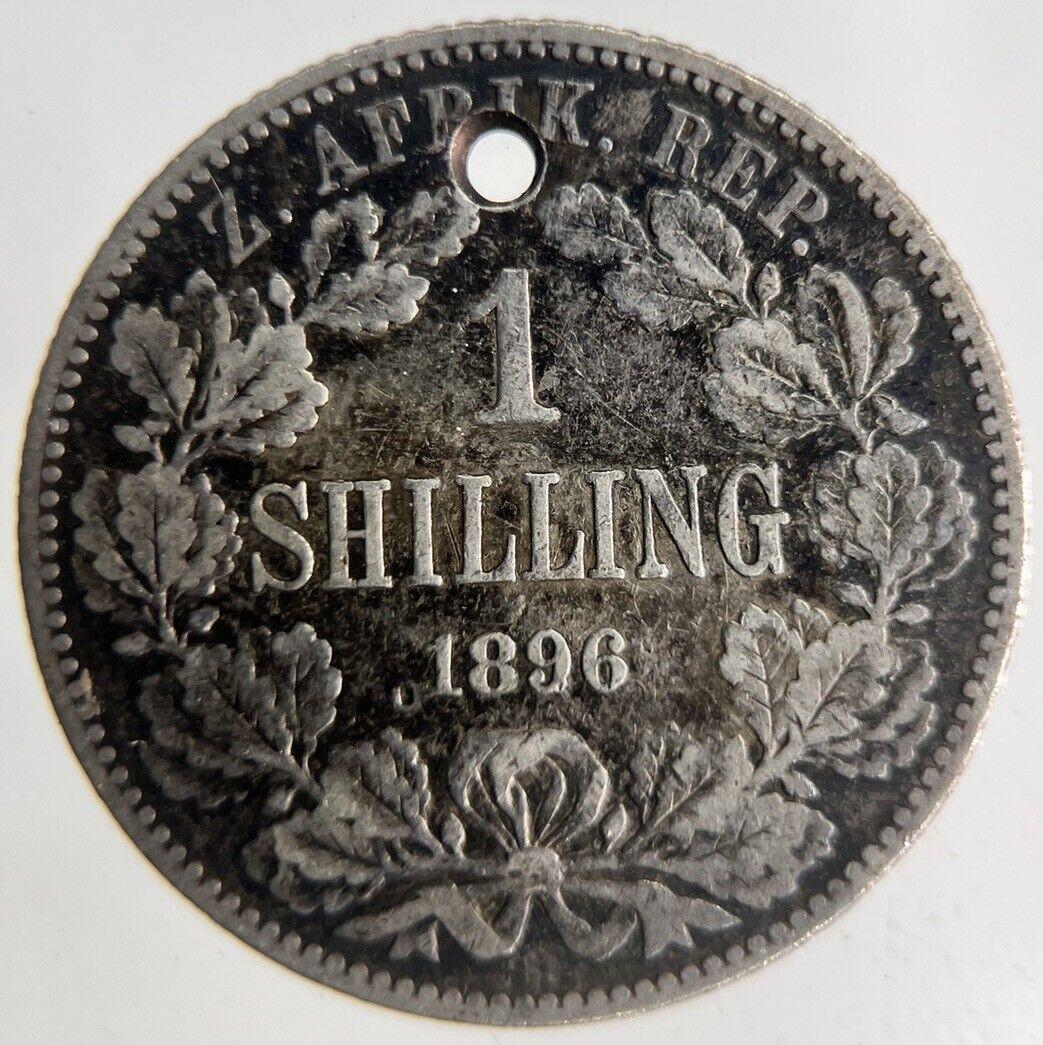 Z. AFRIK. REP.
1
SHILLING
1896